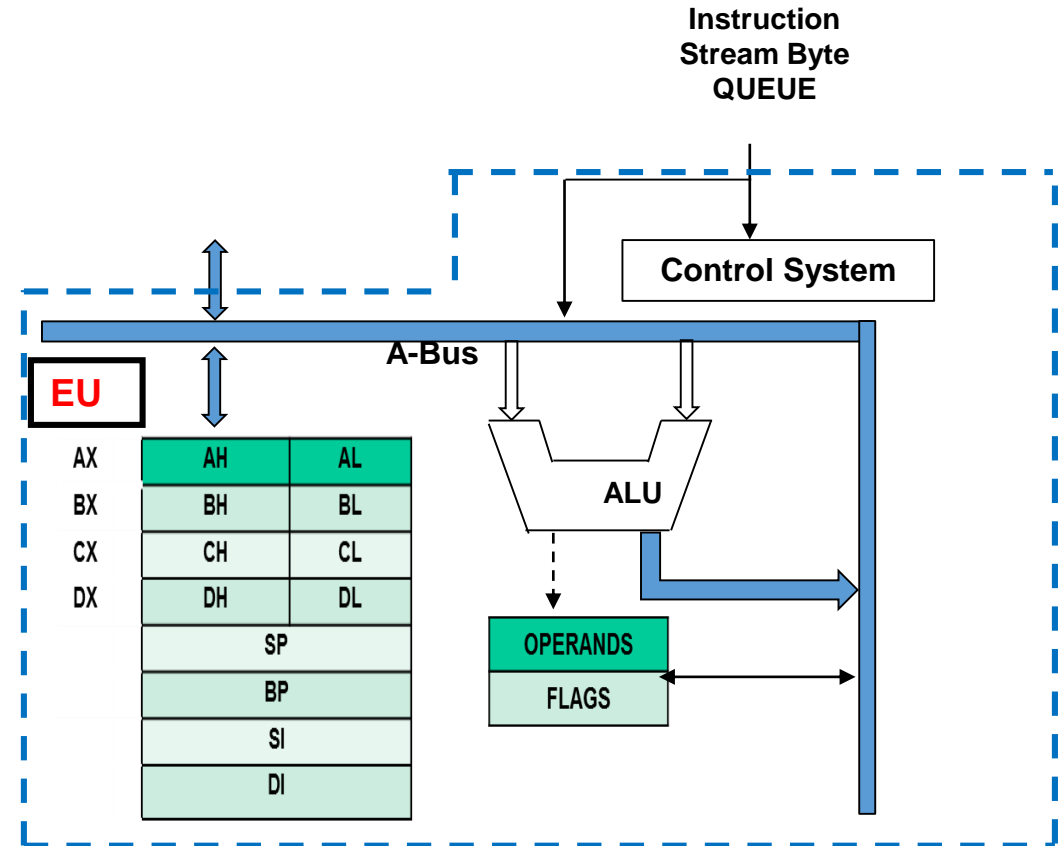 Instruction
Stream Byte
QUEUE
Control System
A-Bus
EU
AX AH AL
BX BH BL
CX CH CL
DX DH DL
SP
BP
SI
DI
ALU
OPERANDS
FLAGS